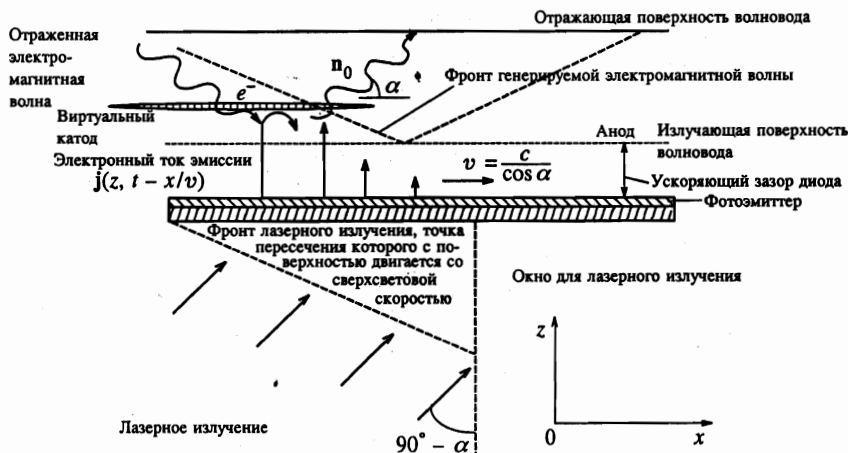 Отражающая поверхность волновода
Отраженная
электро-
магнитная
волна
n₀
α
Фронт генерируемой электромагнитной волны
e⁻
Виртуальный
катод
Анод
Излучающая поверхность
волновода
Электронный ток эмиссии
j(z, t − x/v)
v = c / cos α
Ускоряющий зазор диода
Фотоэмиттер
Фронт лазерного излучения, точка
пересечения которого с по-
верхностью двигается со
сверхсветовой
скоростью
Окно для лазерного излучения
z
0
x
Лазерное излучение
90° − α